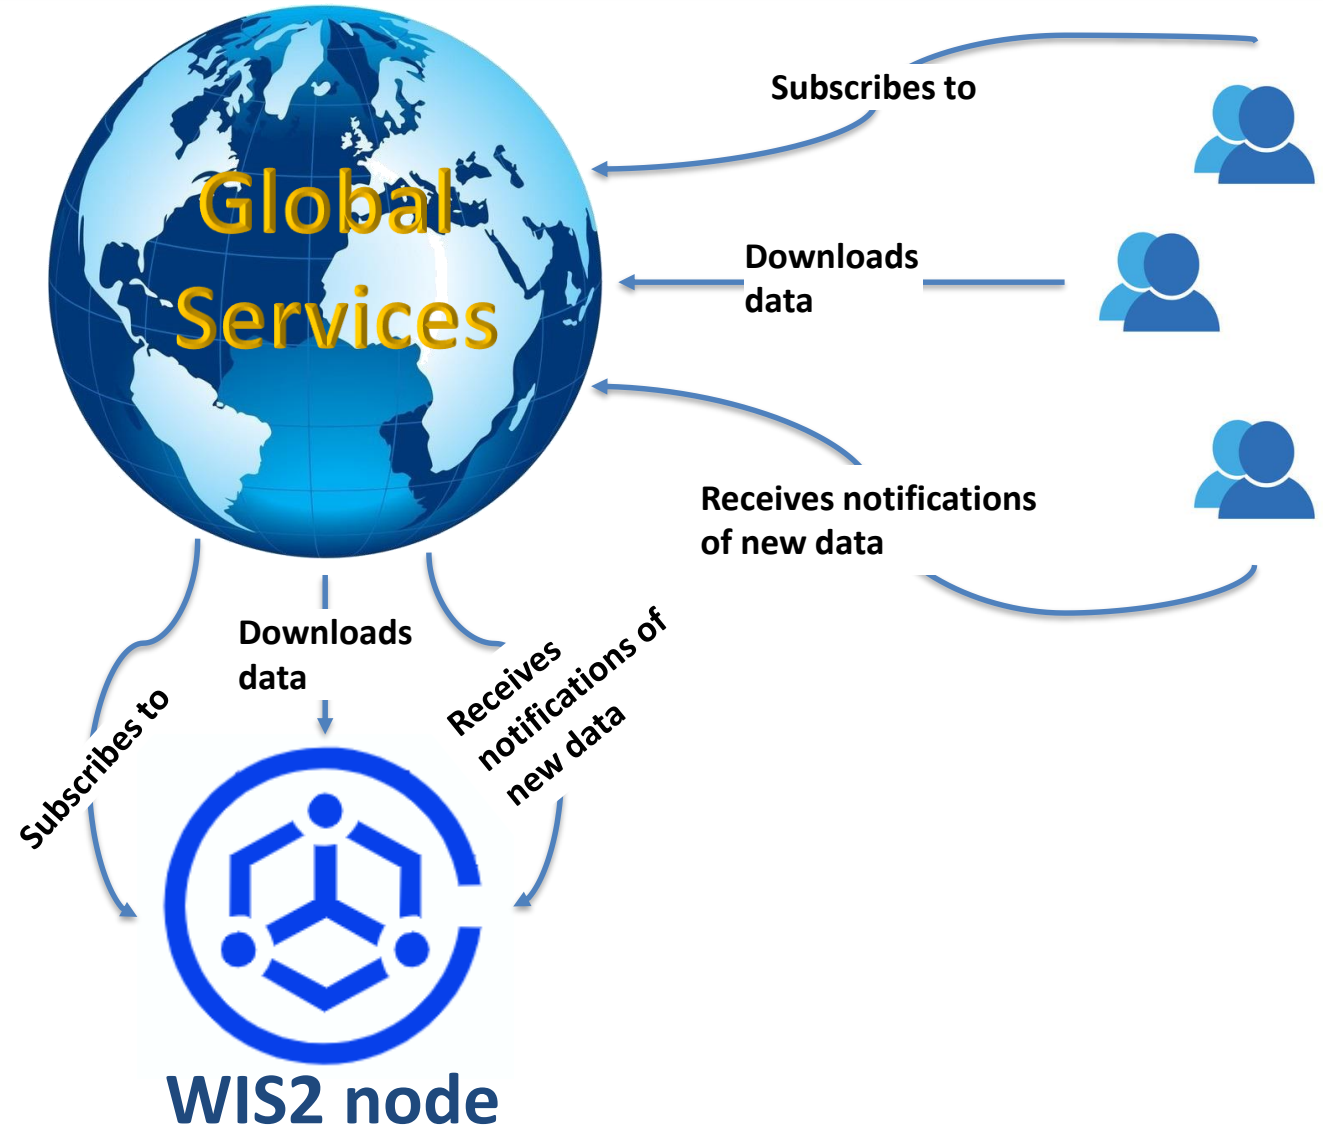 Subscribes to
Global
Services
Downloads
data
Receives notifications
of new data
Downloads
data
Subscribes to
Receives
notifications of
new data
WIS2 node